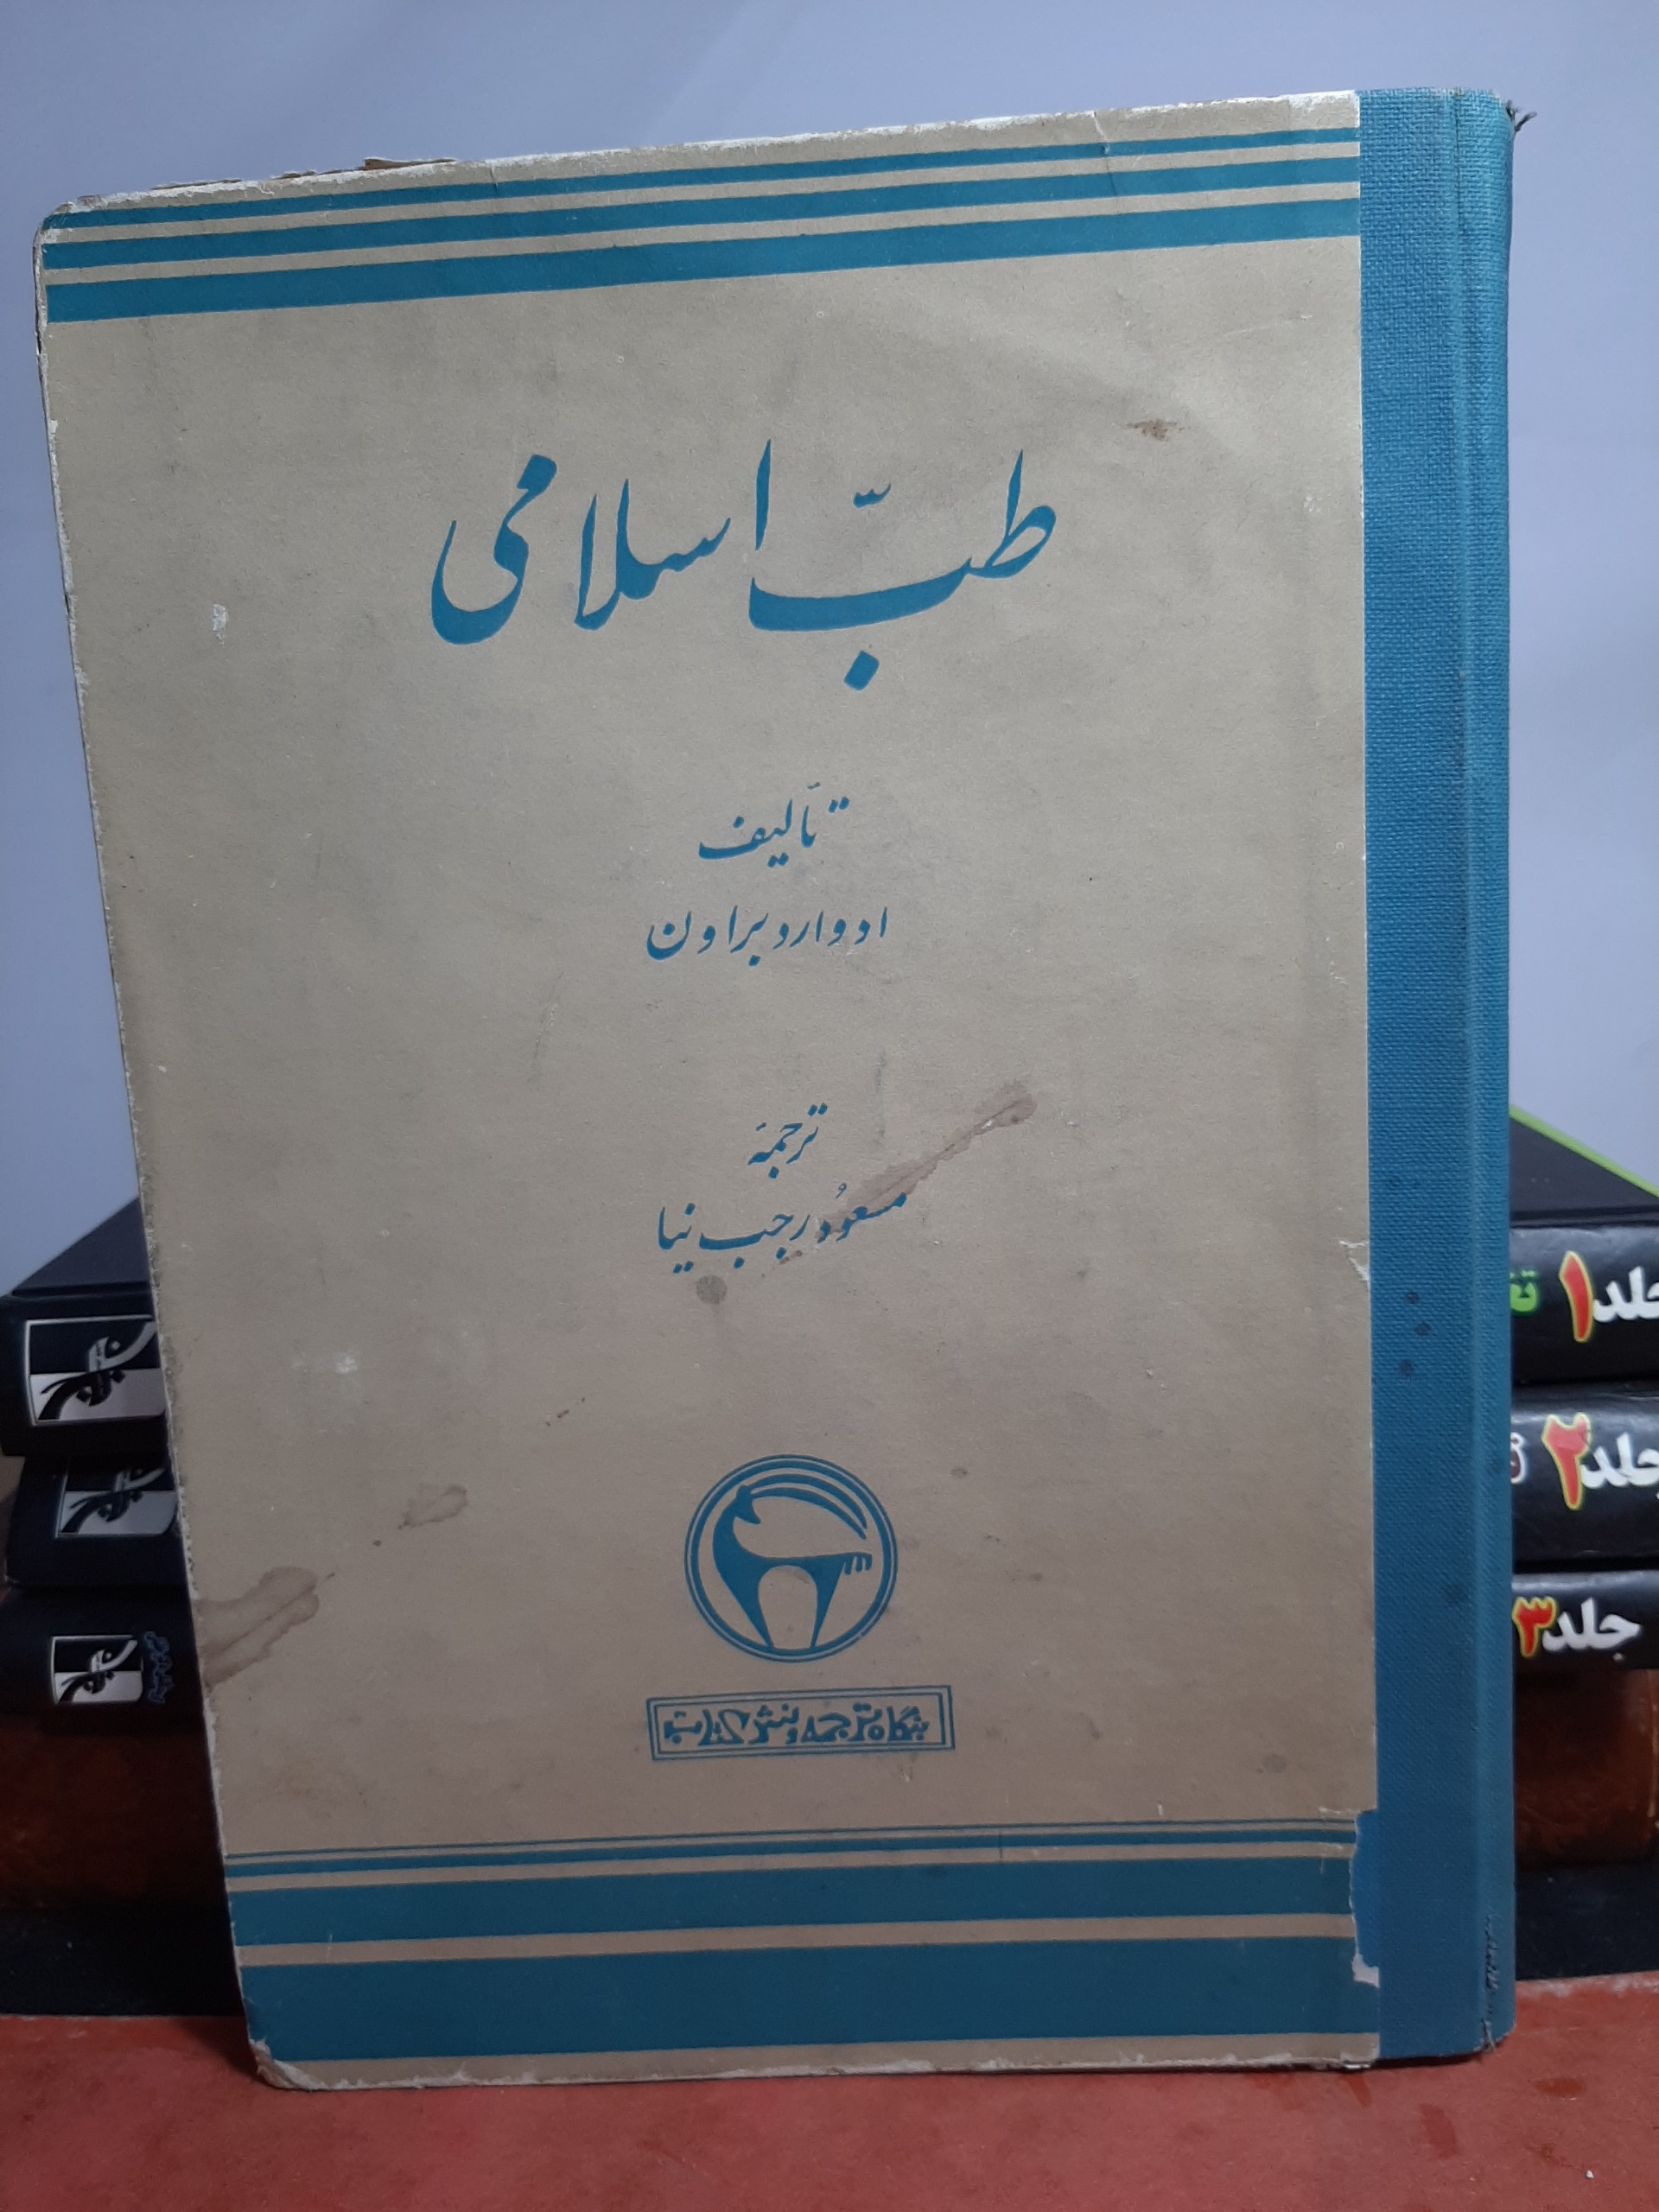 طبّ اسلامی
تألیف
ادوارد براون
ترجمهٔ
مسعود رجب نیا
بنگاه ترجمه و نشر کتاب
جلد ۱
جلد ۲
جلد ۳